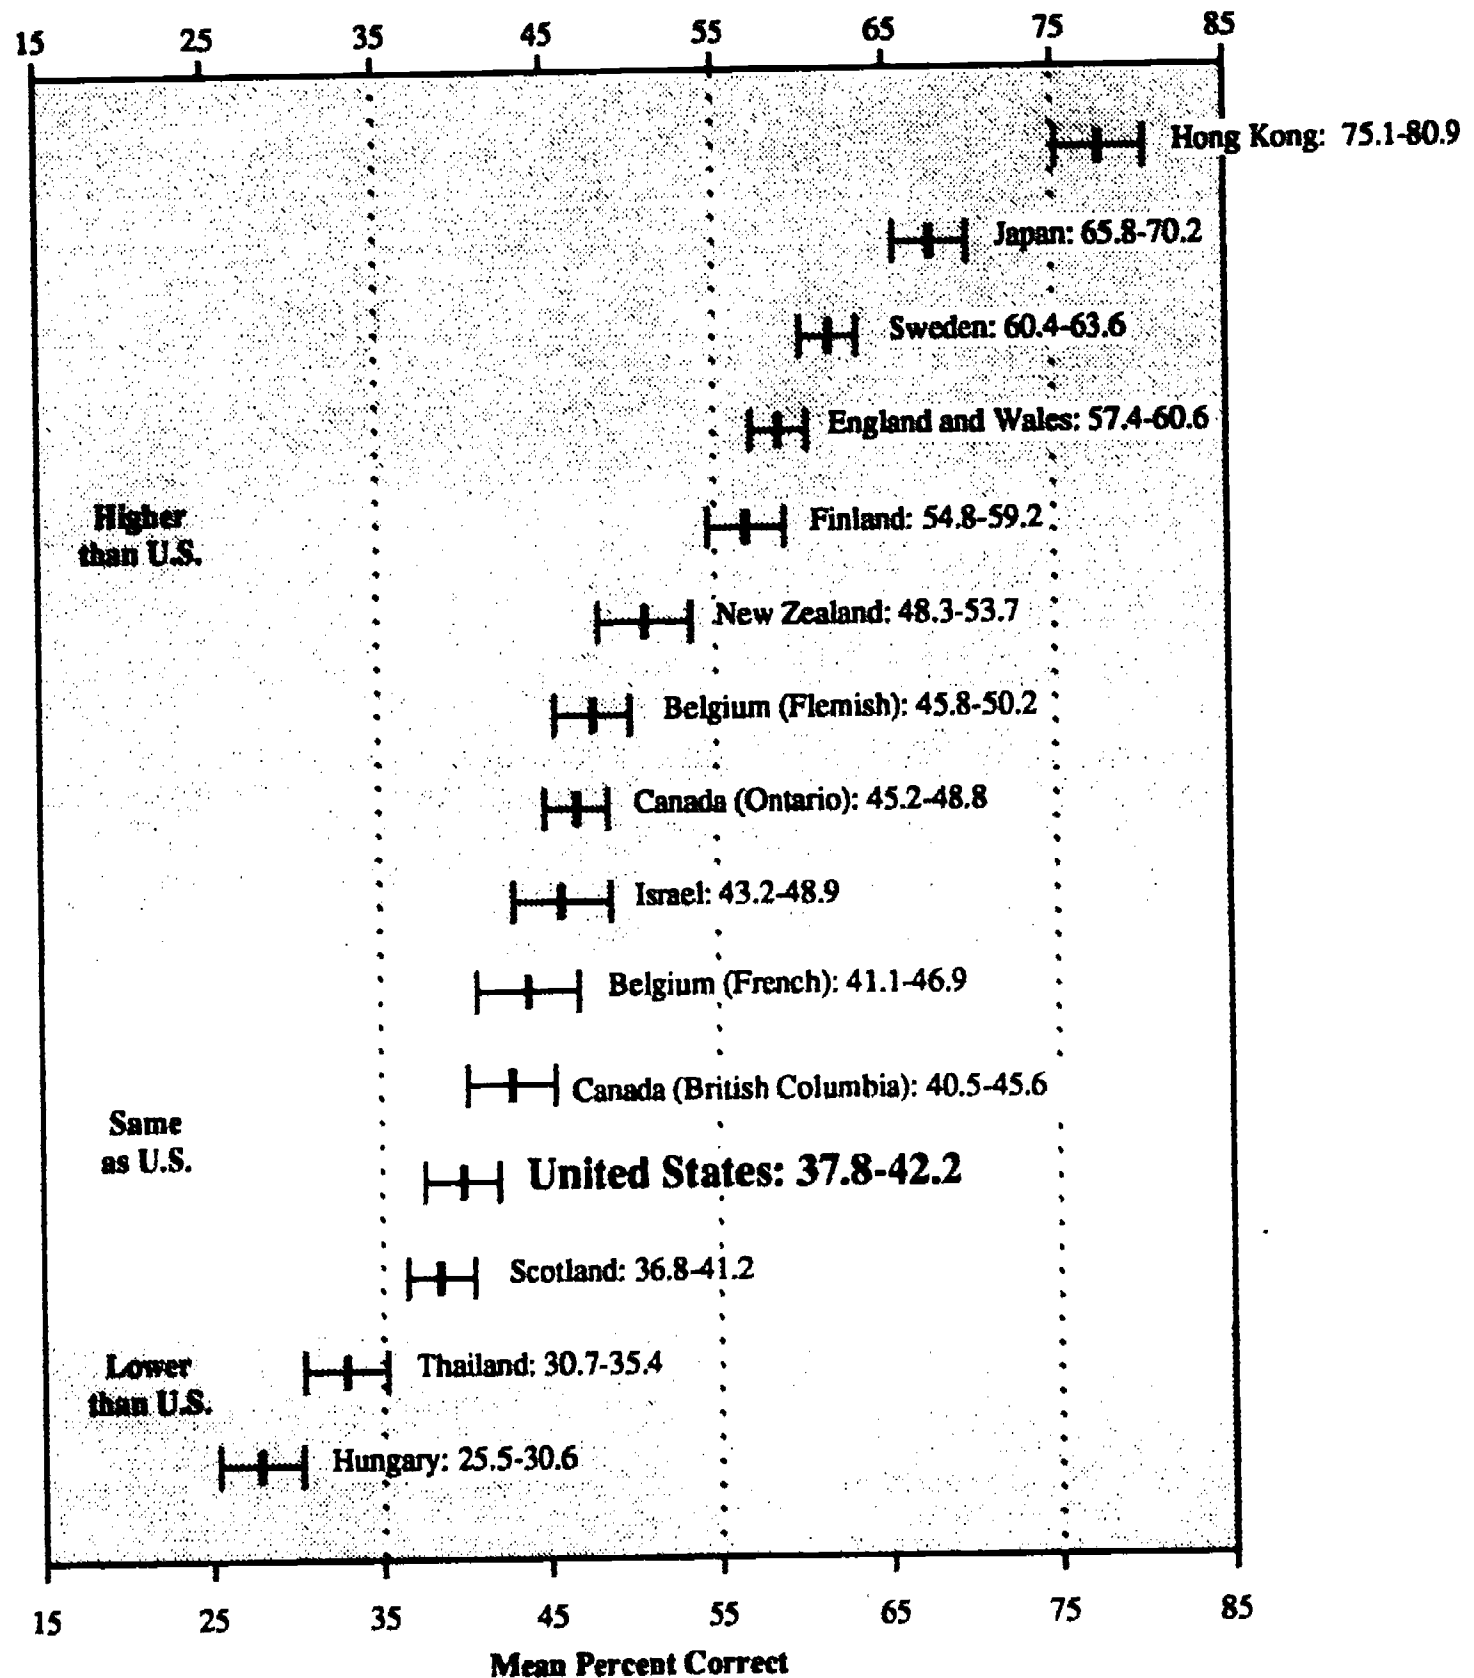 15 25 35 45 55 65 75 85
Hong Kong: 75.1-80.9
Japan: 65.8-70.2
Sweden: 60.4-63.6
England and Wales: 57.4-60.6
Higher
than U.S.
Finland: 54.8-59.2
New Zealand: 48.3-53.7
Belgium (Flemish): 45.8-50.2
Canada (Ontario): 45.2-48.8
Israel: 43.2-48.9
Belgium (French): 41.1-46.9
Canada (British Columbia): 40.5-45.6
Same
as U.S.
United States: 37.8-42.2
Scotland: 36.8-41.2
Lower
than U.S.
Thailand: 30.7-35.4
Hungary: 25.5-30.6
15 25 35 45 55 65 75 85
Mean Percent Correct